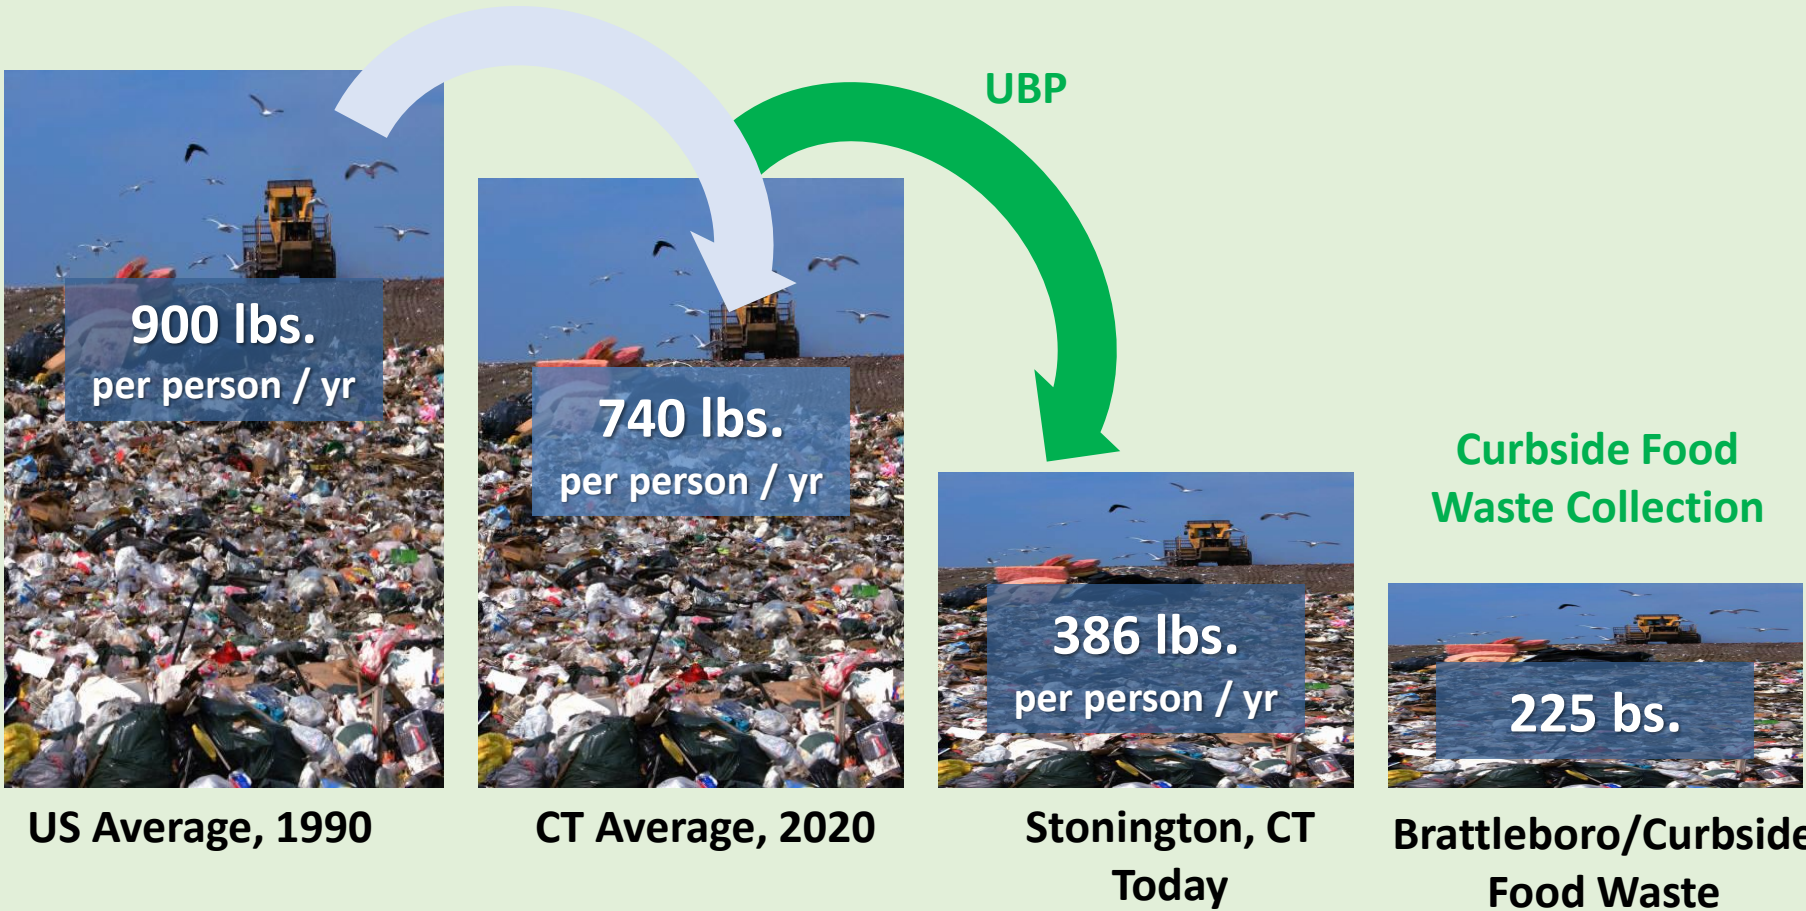 UBP
900 lbs.
per person / yr
740 lbs.
per person / yr
386 lbs.
per person / yr
Curbside Food
Waste Collection
225 bs.
US Average, 1990
CT Average, 2020
Stonington, CT
Today
Brattleboro/Curbside
Food Waste